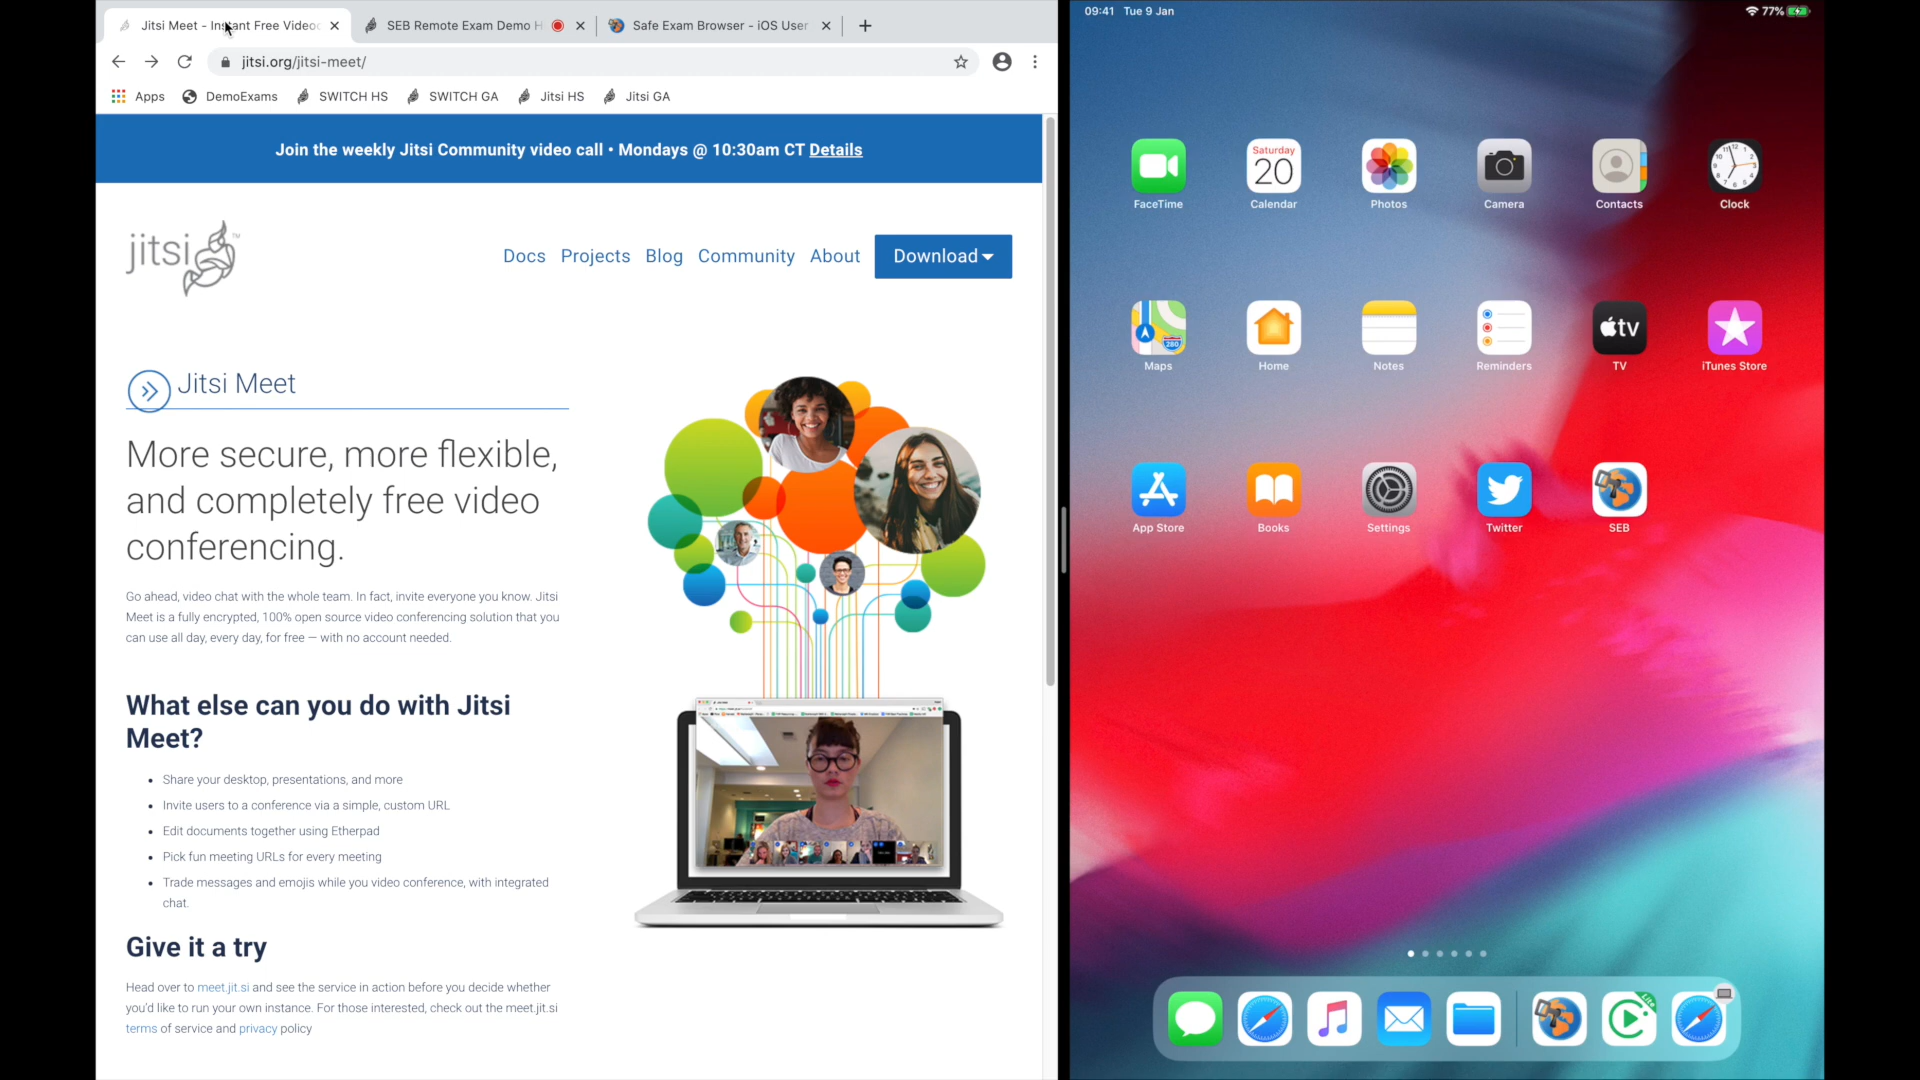 Jitsi Meet - Instant Free Video
SEB Remote Exam Demo H
Safe Exam Browser - iOS User
jitsi.org/jitsi-meet/
Apps
DemoExams
SWITCH HS
SWITCH GA
Jitsi HS
Jitsi GA
Join the weekly Jitsi Community video call • Mondays @ 10:30am CT Details
jitsi™
Docs
Projects
Blog
Community
About
Download
Jitsi Meet
More secure, more flexible,
and completely free video
conferencing.
Go ahead, video chat with the whole team. In fact, invite everyone you know. Jitsi
Meet is a fully encrypted, 100% open source video conferencing solution that you
can use all day, every day, for free — with no account needed.
What else can you do with Jitsi
Meet?
• Share your desktop, presentations, and more
• Invite users to a conference via a simple, custom URL
• Edit documents together using Etherpad
• Pick fun meeting URLs for every meeting
• Trade messages and emojis while you video conference, with integrated
chat.
Give it a try
Head over to meet.jit.si and see the service in action before you decide whether
you'd like to run your own instance. For those interested, check out the meet.jit.si
terms of service and privacy policy
09:41 Tue 9 Jan
77%
FaceTime
Saturday
20
Calendar
Photos
Camera
Contacts
Clock
280
Maps
Home
Notes
Reminders
tv
TV
iTunes Store
App Store
Books
Settings
Twitter
SEB
Lite